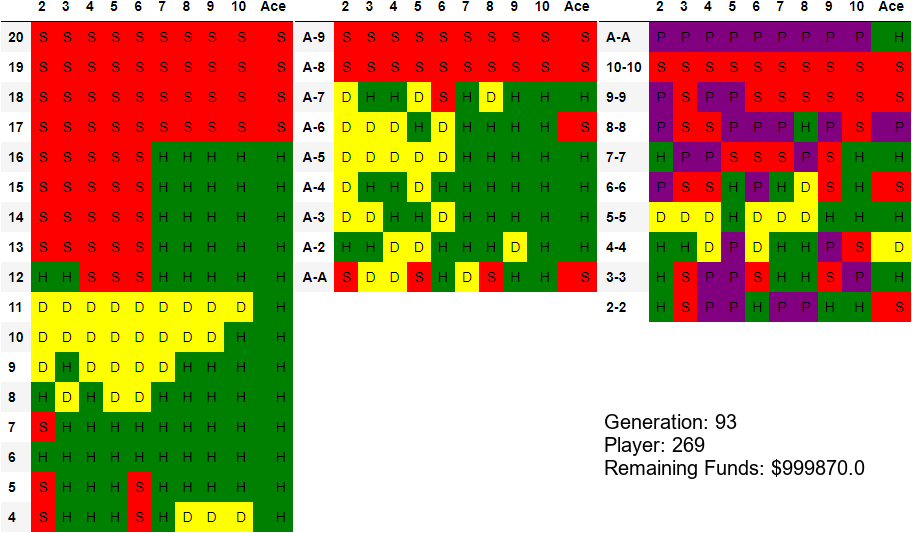 2 3 4 5 6 7 8 9 10 Ace
20 S S S S S S S S S S
19 S S S S S S S S S S
18 S S S S S S S S S S
17 S S S S S S S S S S
16 S S S S S H H H H H
15 S S S S S H H H H H
14 S S S S S H H H H H
13 S S S S S H H H H H
12 H H S S S H H H H H
11 D D D D D D D D D H
10 D D D D D D D D H H
9 D H D D D D H H H H
8 H D H D D H H H H H
7 S H H H H H H H H H
6 H H H H H H H H H H
5 S H H H S H H H H H
4 S H H H S H D D D H
2 3 4 5 6 7 8 9 10 Ace
A-9 S S S S S S S S S S
A-8 S S S S S S S S S S
A-7 D H H D S H D H H H
A-6 D D D H D H H H H S
A-5 D D D D D H H H H H
A-4 D H H D H H H H H H
A-3 D D H H D H H H H H
A-2 H H D D H H H D H H
A-A S D D S H D S H H S
2 3 4 5 6 7 8 9 10 Ace
A-A P P P P P P P P P H
10-10 S S S S S S S S S S
9-9 P S P P S S S S S S
8-8 P S S P P P H P S P
7-7 H P P S S S P S H H
6-6 P S S H P H D S H S
5-5 D D D H D D D H H H
4-4 H H D P D H H P S D
3-3 H S P P S H H S P H
2-2 H S P P H P P H H S
Generation: 93
Player: 269
Remaining Funds: $999870.0